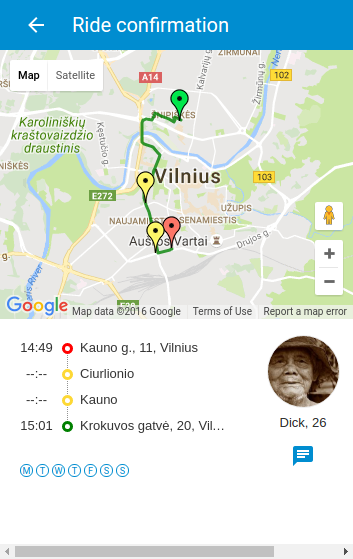 Ride confirmation
ŽIRMŪNAI
Map
Satellite
A14
102
Kalvarijų g.
Žirmūnų g.
Karoliniškių
kraštovaizdžio
draustinis
Kęstučio g.
ŠNIPIŠKĖS
Vilnius
103
E272
UŽUPIS
NAUJAMIESTIS
SENAMIESTIS
Aušros Vartai
Drujos g.
Neris River
E28
Google
Map data ©2016 Google
Terms of Use
Report a map error
14:49 Kauno g., 11, Vilnius
--:-- Ciurlionio
--:-- Kauno
15:01 Krokuvos gatvė, 20, Vil…
Dick, 26
M T W T F S S